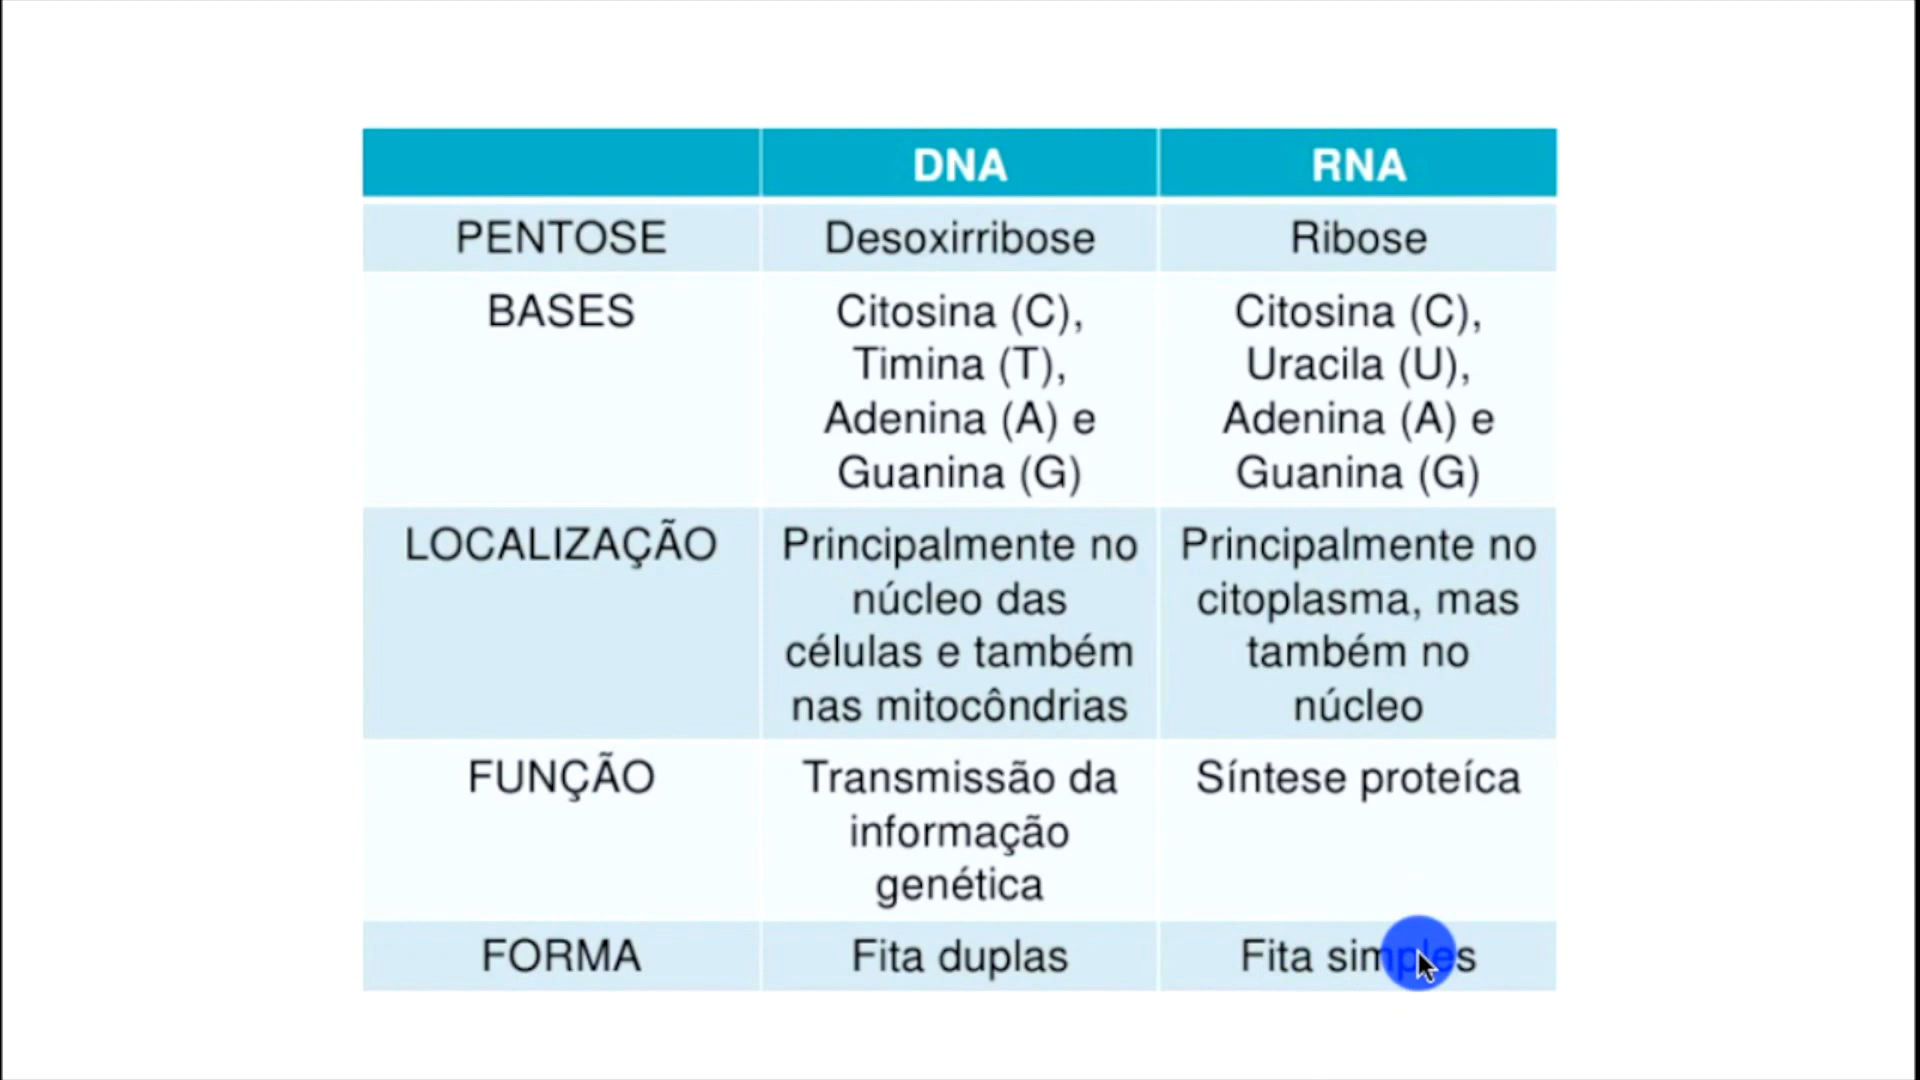 DNA
RNA
PENTOSE
Desoxirribose
Ribose
BASES
Citosina (C),
Timina (T),
Adenina (A) e
Guanina (G)
Citosina (C),
Uracila (U),
Adenina (A) e
Guanina (G)
LOCALIZAÇÃO
Principalmente no
núcleo das
células e também
nas mitocôndrias
Principalmente no
citoplasma, mas
também no
núcleo
FUNÇÃO
Transmissão da
informação
genética
Síntese proteíca
FORMA
Fita duplas
Fita simples